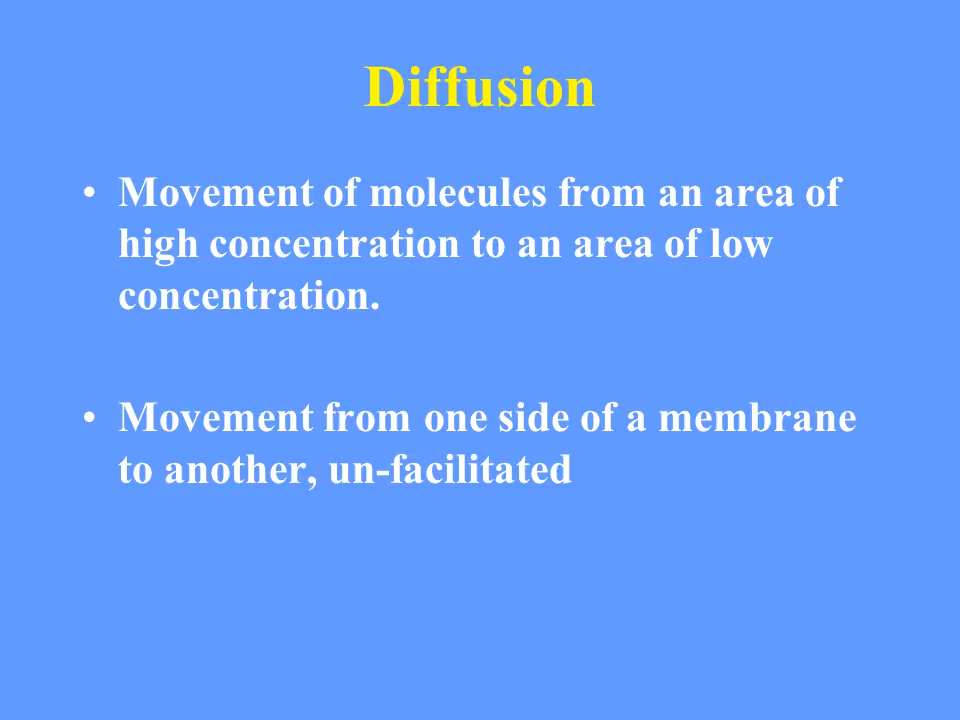 Diffusion
• Movement of molecules from an area of
high concentration to an area of low
concentration.
• Movement from one side of a membrane
to another, un-facilitated